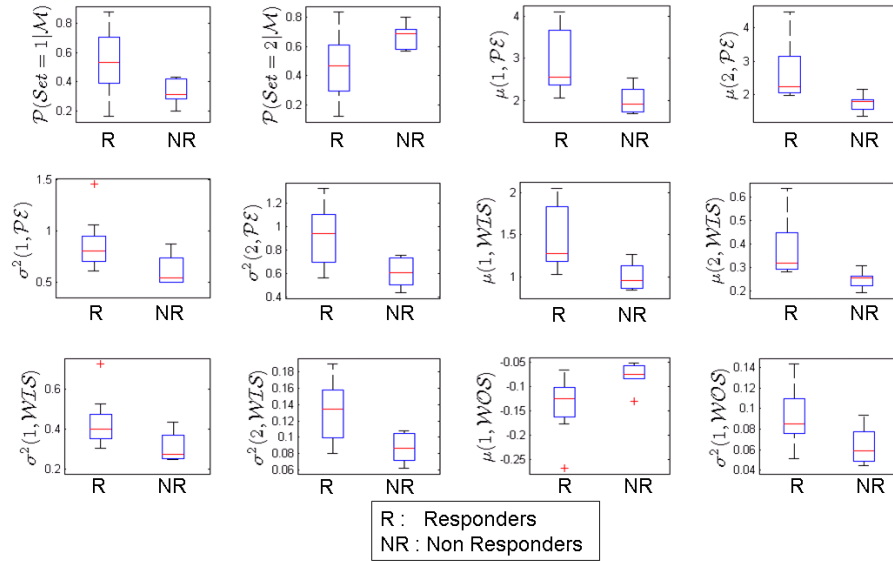 P(Set = 1|M)
0.8
0.6
0.4
0.2
R NR
P(Set = 2|M)
0.8
0.6
0.4
0.2
0
R NR
μ(1, PE)
4
3
2
R NR
μ(2, PE)
4
3
2
1
R NR
σ²(1, PE)
1.5
1
0.5
R NR
σ²(2, PE)
1.2
1
0.8
0.6
0.4
R NR
μ(1, WIS)
2
1.5
1
R NR
μ(2, WIS)
0.6
0.5
0.4
0.3
0.2
R NR
σ²(1, WIS)
0.6
0.4
0.2
R NR
σ²(2, WIS)
0.18
0.16
0.14
0.12
0.1
0.08
0.06
R NR
μ(1, WOS)
-0.05
-0.1
-0.15
-0.2
-0.25
R NR
σ²(1, WOS)
0.14
0.12
0.1
0.08
0.06
0.04
R NR
R : Responders
NR : Non Responders